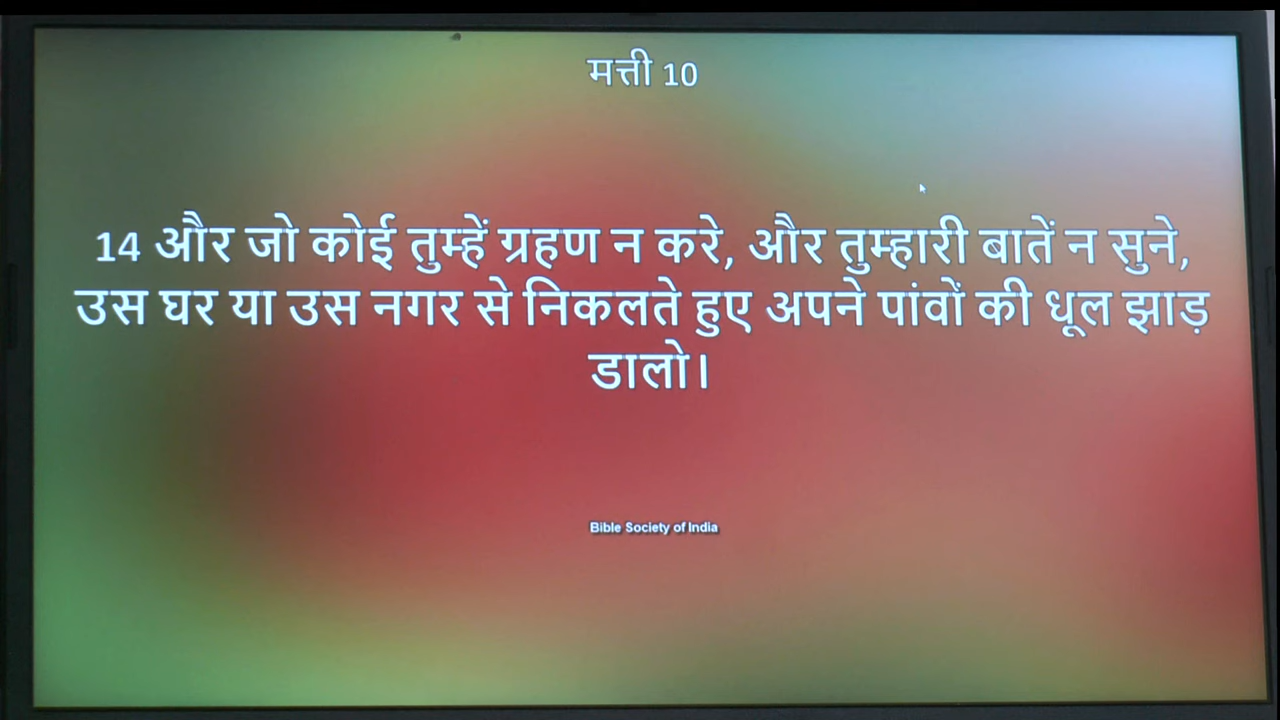 मत्ती 10
14 और जो कोई तुम्हें ग्रहण न करे, और तुम्हारी बातें न सुने,
उस घर या उस नगर से निकलते हुए अपने पांवों की धूल झाड़
डालो।
Bible Society of India